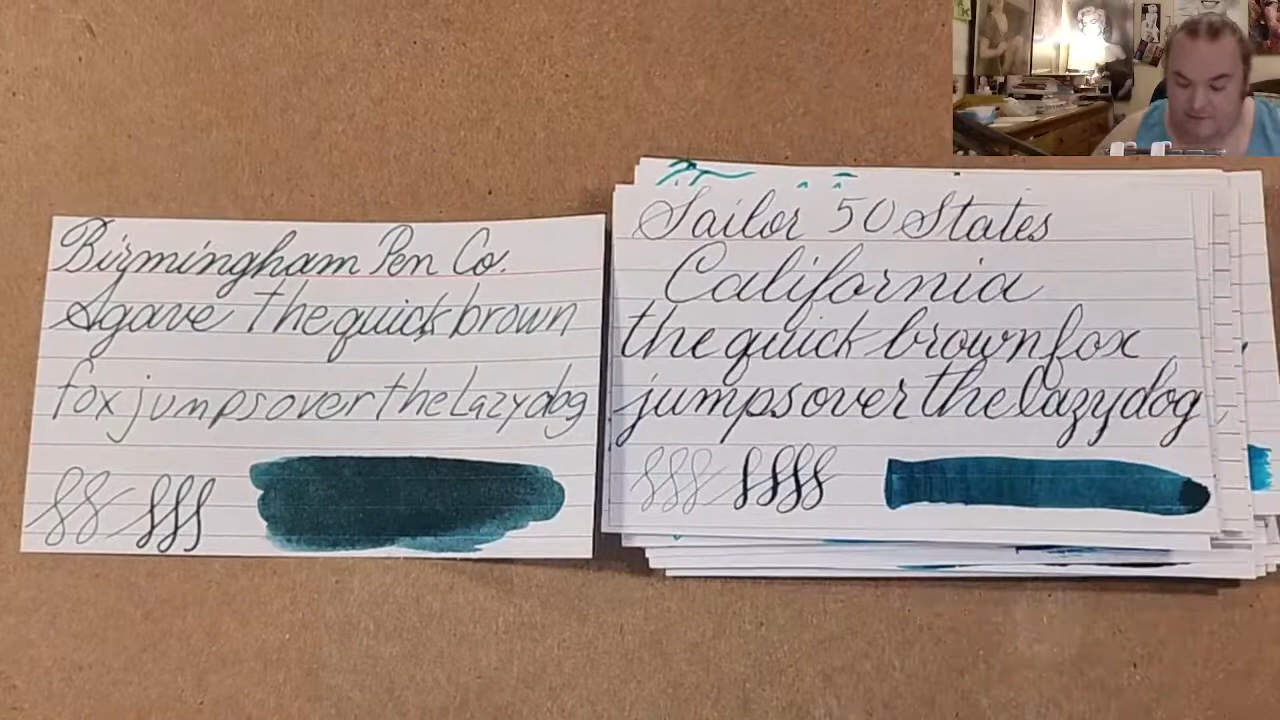 Birmingham Pen Co.
Agave the quick brown
fox jumps over the Lazy dog
Sailor 50 States
California
the quick brown fox
jumps over the lazy dog